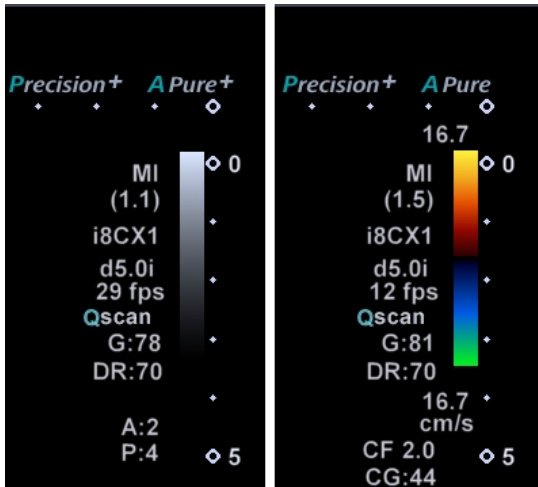 Precision+ A Pure+
0
MI
(1.1)
i8CX1
d5.0i
29 fps
Qscan
G:78
DR:70
A:2
P:4
5
Precision+ A Pure
16.7
0
MI
(1.5)
i8CX1
d5.0i
12 fps
Qscan
G:81
DR:70
16.7
cm/s
CF 2.0
5
CG:44